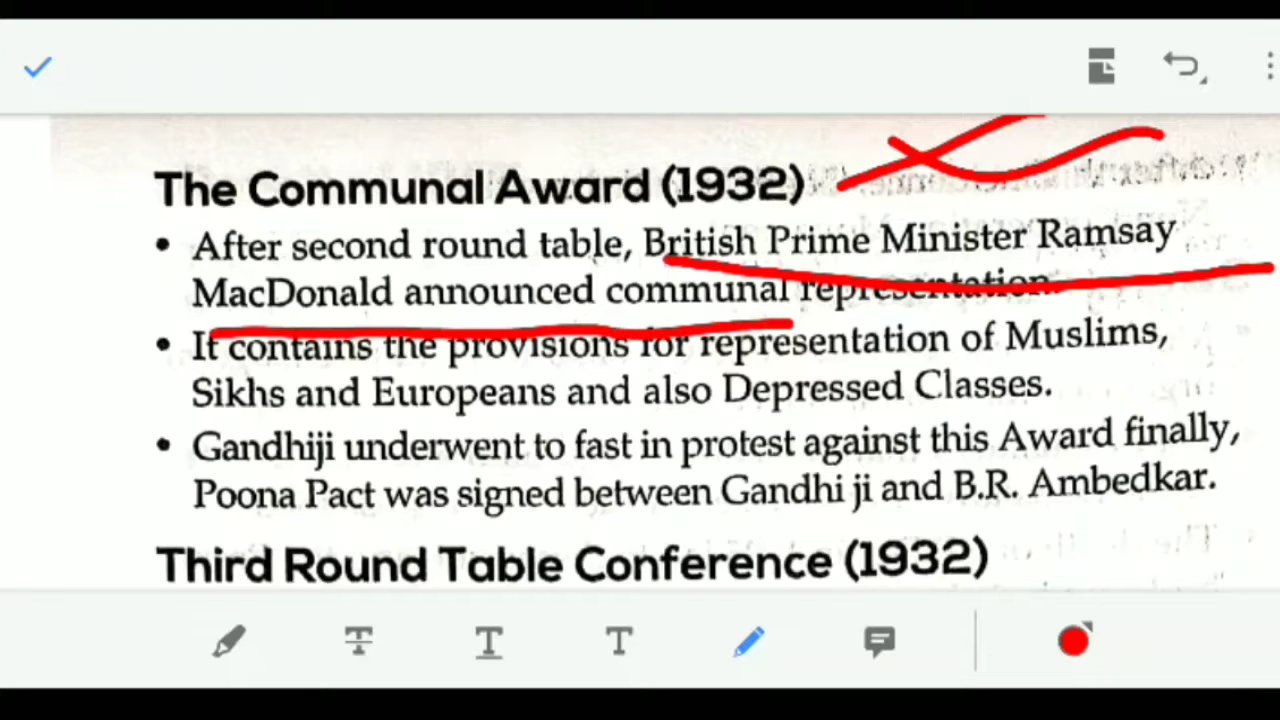 The Communal Award (1932)
• After second round table, British Prime Minister Ramsay
MacDonald announced communal representation.
• It contains the provisions for representation of Muslims,
Sikhs and Europeans and also Depressed Classes.
• Gandhiji underwent to fast in protest against this Award finally,
Poona Pact was signed between Gandhi ji and B.R. Ambedkar.
Third Round Table Conference (1932)